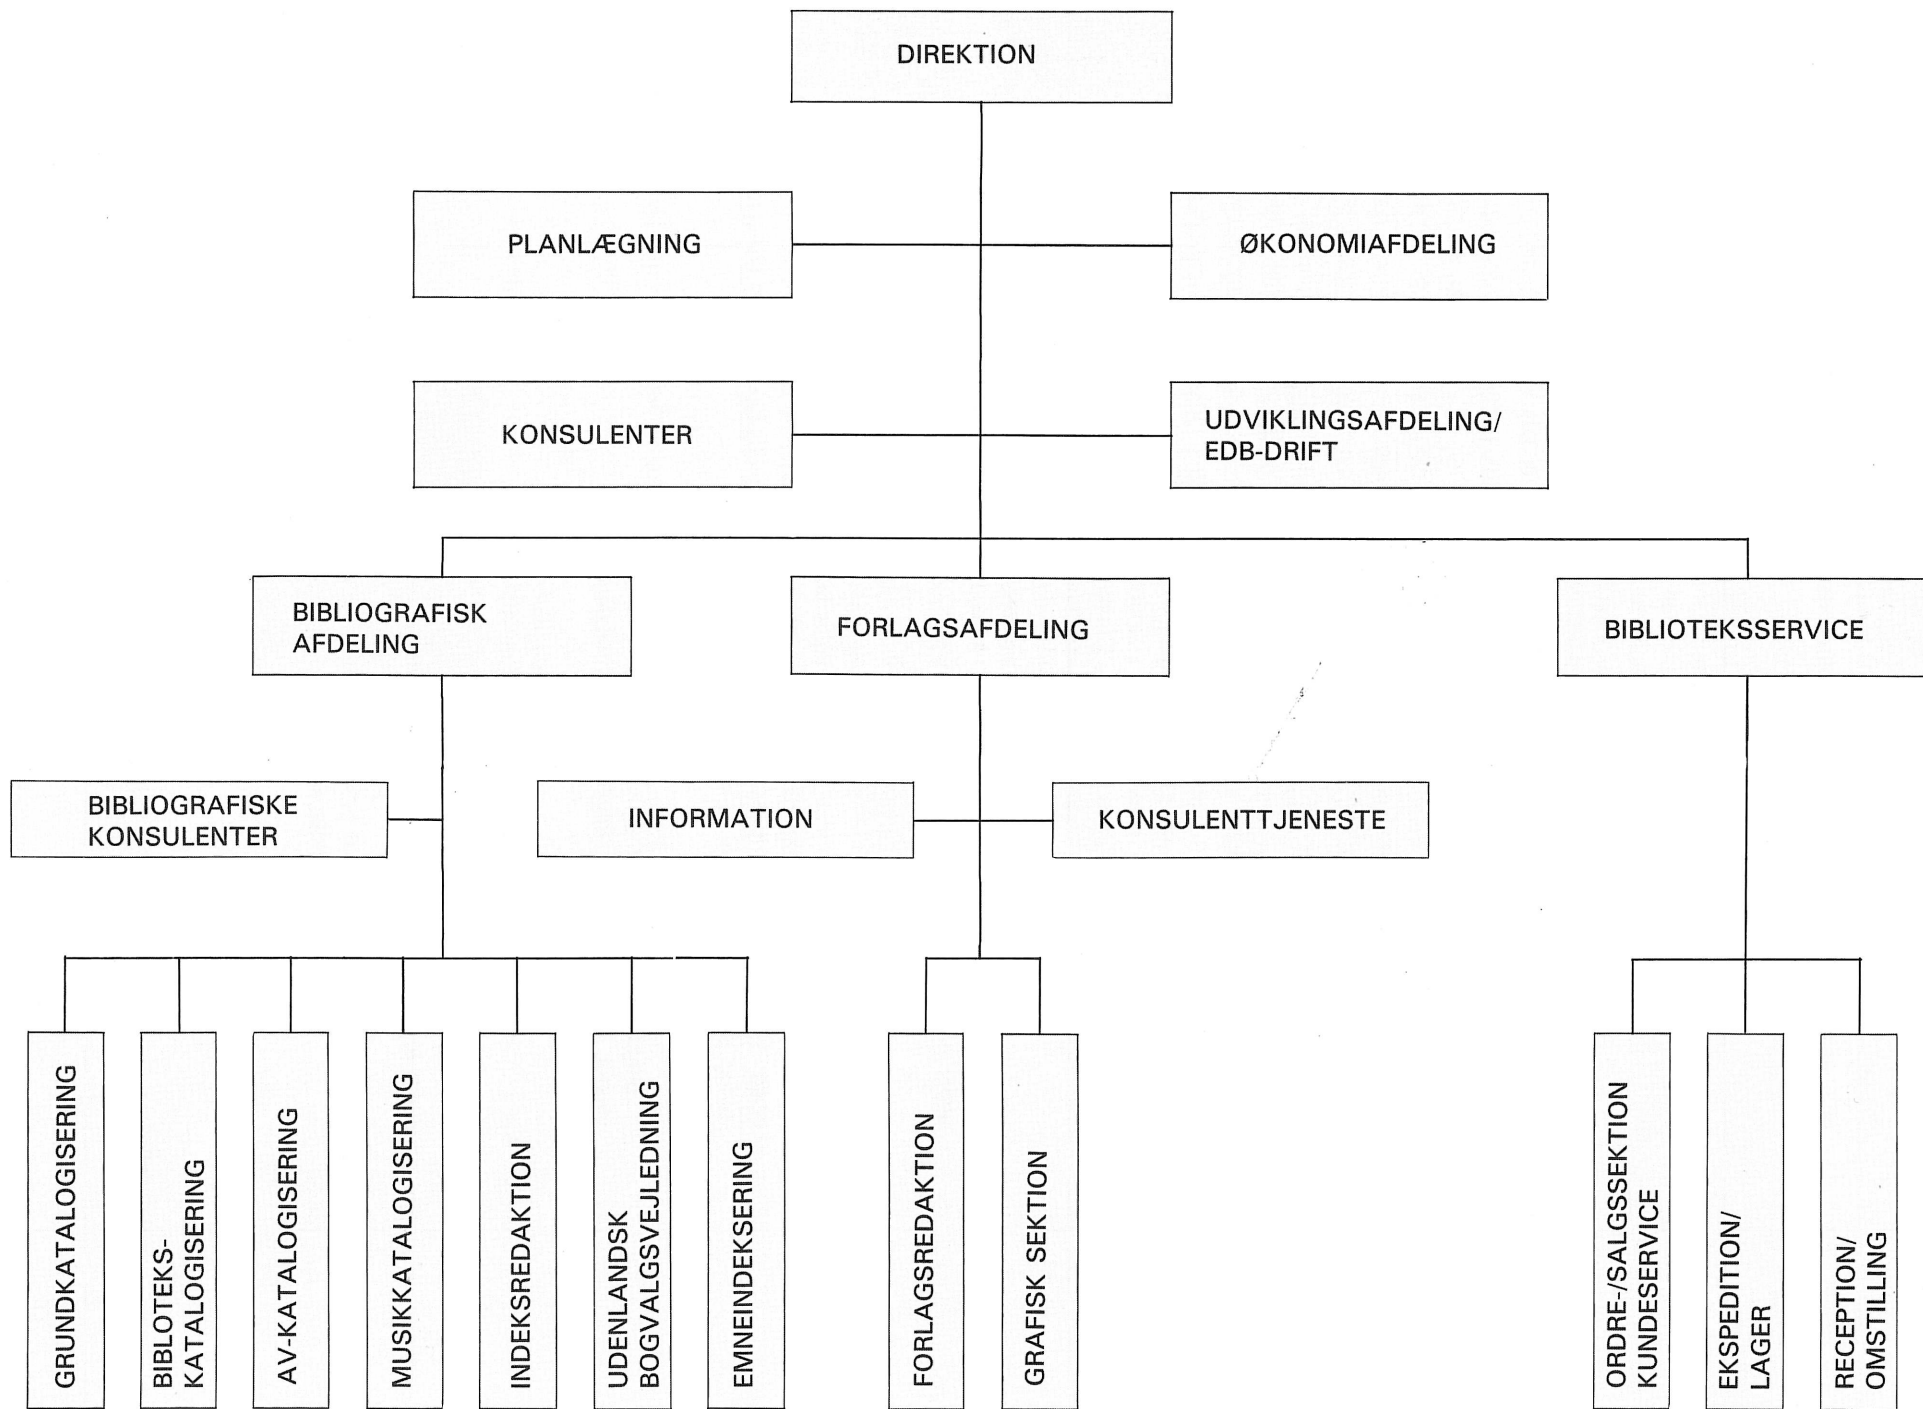 DIREKTION
PLANLÆGNING
ØKONOMIAFDELING
KONSULENTER
UDVIKLINGSAFDELING/
EDB-DRIFT
BIBLIOGRAFISK
AFDELING
FORLAGSAFDELING
BIBLIOTEKSSERVICE
BIBLIOGRAFISKE
KONSULENTER
INFORMATION
KONSULENTTJENESTE
GRUNDKATALOGISERING
BIBLOTEKS-
KATALOGISERING
AV-KATALOGISERING
MUSIKKATALOGISERING
INDEKSREDAKTION
UDENLANDSK
BOGVALGSVEJLEDNING
EMNEINDEKSERING
FORLAGSREDAKTION
GRAFISK SEKTION
ORDRE-/SALGSSEKTION
KUNDESERVICE
EKSPEDITION/
LAGER
RECEPTION/
OMSTILLING